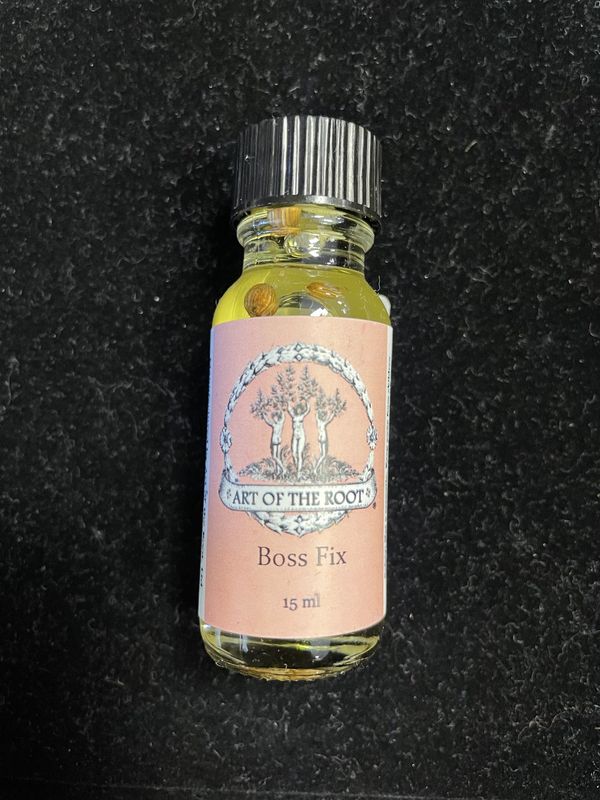 ART OF THE ROOT
Boss Fix
15 ml